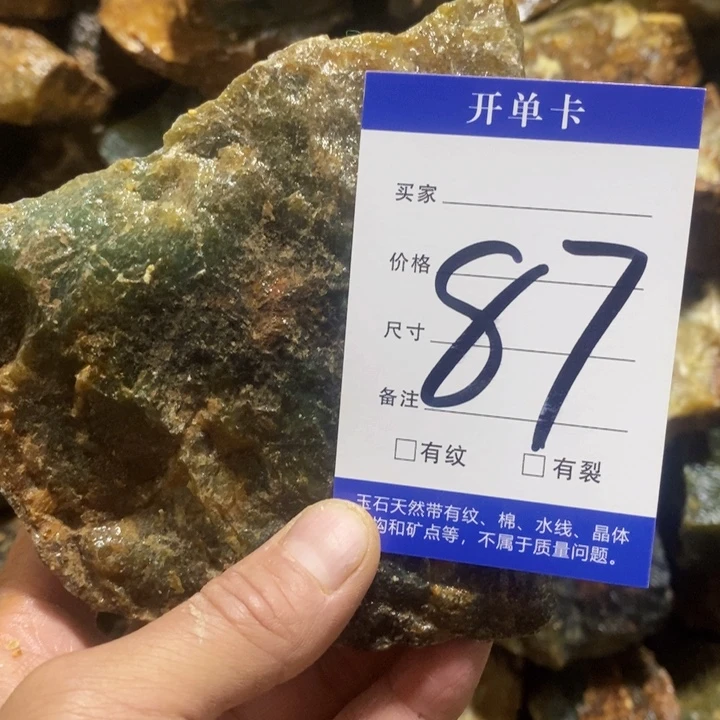 开单卡
买家
价格
87
尺寸
备注
□有纹 □有裂
玉石天然带有纹、棉、水线、晶体
构和矿点等，不属于质量问题。